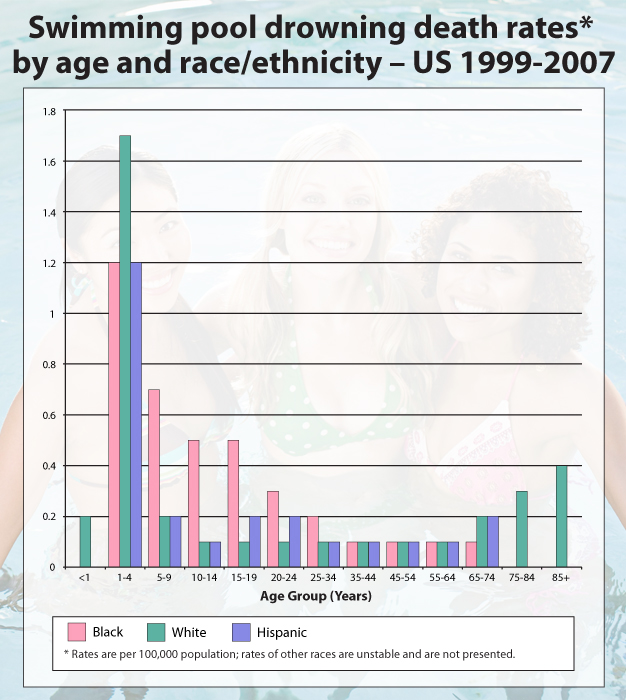 Swimming pool drowning death rates*
by age and race/ethnicity – US 1999-2007
1.8
1.6
1.4
1.2
1
0.8
0.6
0.4
0.2
0
<1 1-4 5-9 10-14 15-19 20-24 25-34 35-44 45-54 55-64 65-74 75-84 85+
Age Group (Years)
Black White Hispanic
* Rates are per 100,000 population; rates of other races are unstable and are not presented.